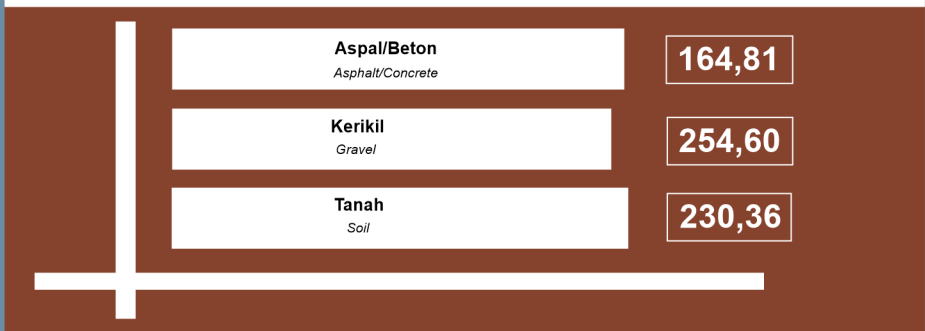 Aspal/Beton
Asphalt/Concrete
164,81
Kerikil
Gravel
254,60
Tanah
Soil
230,36